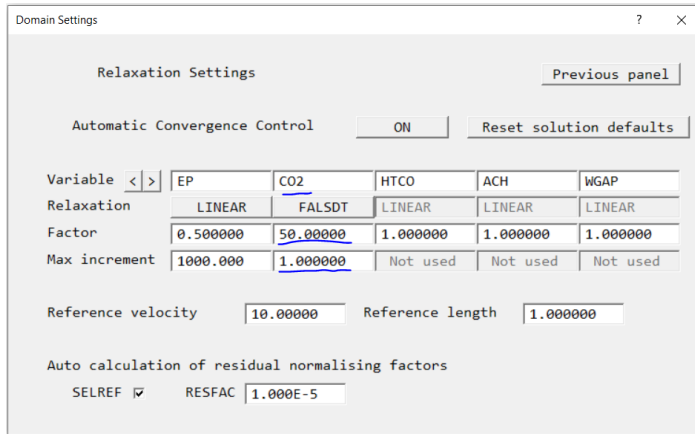 Domain Settings ? ×
Relaxation Settings Previous panel
Automatic Convergence Control ON Reset solution defaults
Variable < > EP CO2 HTCO ACH WGAP
Relaxation LINEAR FALSDT LINEAR LINEAR LINEAR
Factor 0.500000 50.00000 1.000000 1.000000 1.000000
Max increment 1000.000 1.000000 Not used Not used Not used
Reference velocity 10.00000 Reference length 1.000000
Auto calculation of residual normalising factors
SELREF RESFAC 1.000E-5